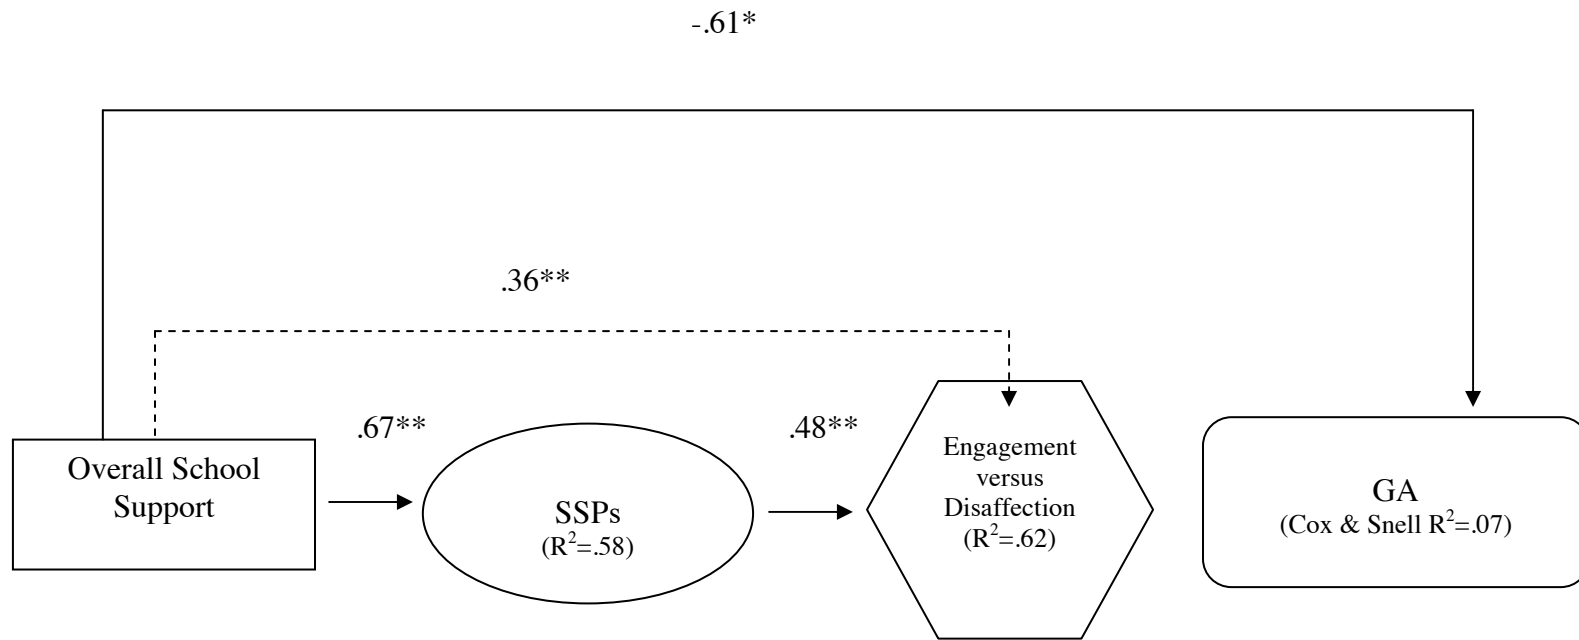 -.61*
.36**
.67**
.48**
Overall School
Support
SSPs
(R²=.58)
Engagement
versus
Disaffection
(R²=.62)
GA
(Cox & Snell R²=.07)